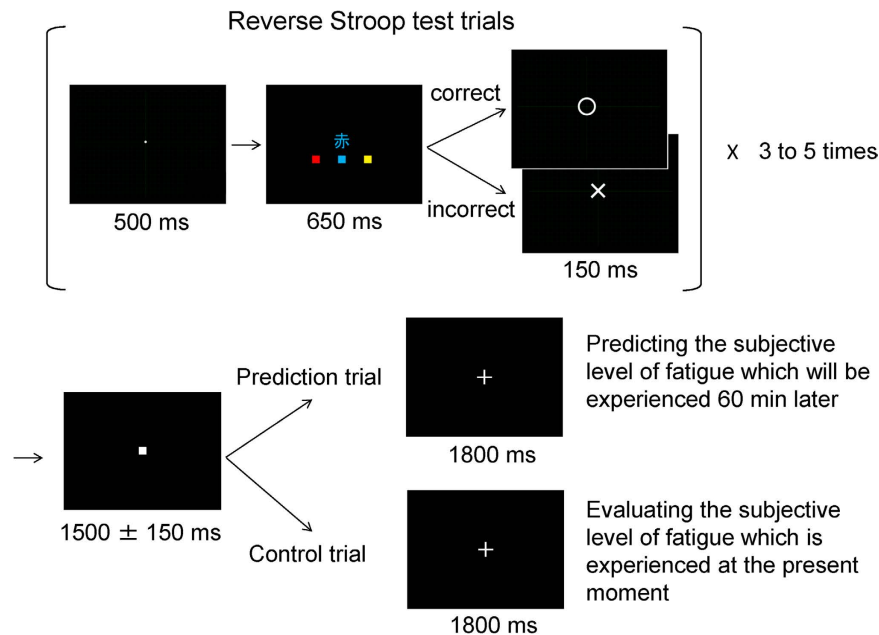 Reverse Stroop test trials
correct
赤
incorrect
x 3 to 5 times
500 ms
650 ms
150 ms
Prediction trial
Predicting the subjective
level of fatigue which will be
experienced 60 min later
1800 ms
1500 ± 150 ms
Control trial
Evaluating the subjective
level of fatigue which is
experienced at the present
moment
1800 ms